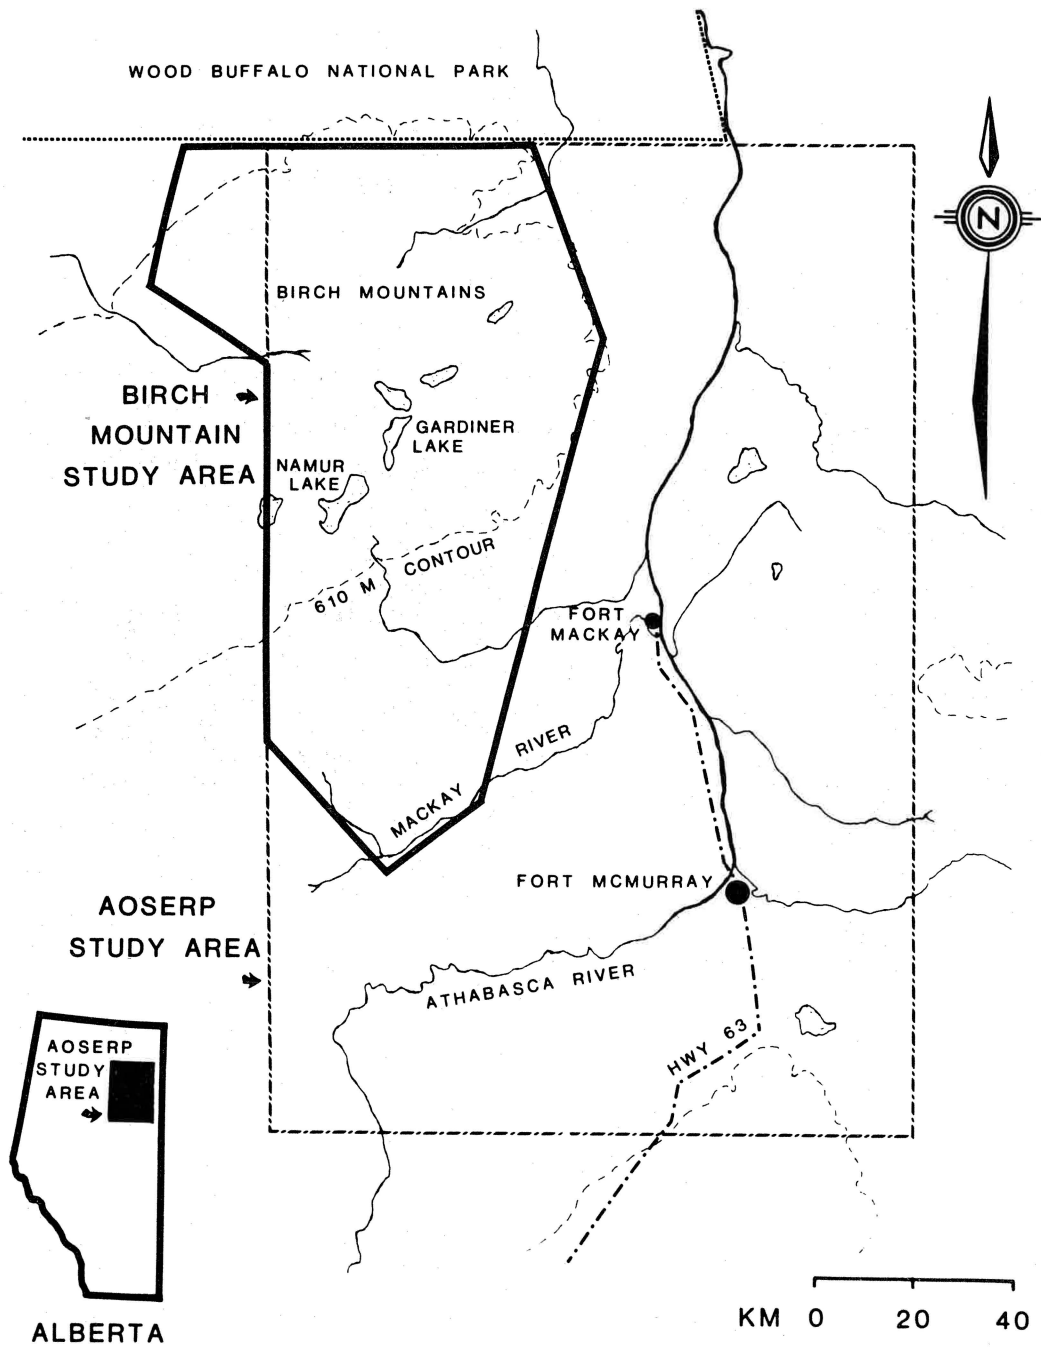 WOOD BUFFALO NATIONAL PARK
N
BIRCH MOUNTAINS
BIRCH
MOUNTAIN
STUDY AREA
GARDINER
LAKE
NAMUR
LAKE
610 M CONTOUR
FORT
MACKAY
MACKAY RIVER
FORT MCMURRAY
AOSERP
STUDY AREA
ATHABASCA RIVER
HWY 63
AOSERP
STUDY
AREA
ALBERTA
KM 0 20 40